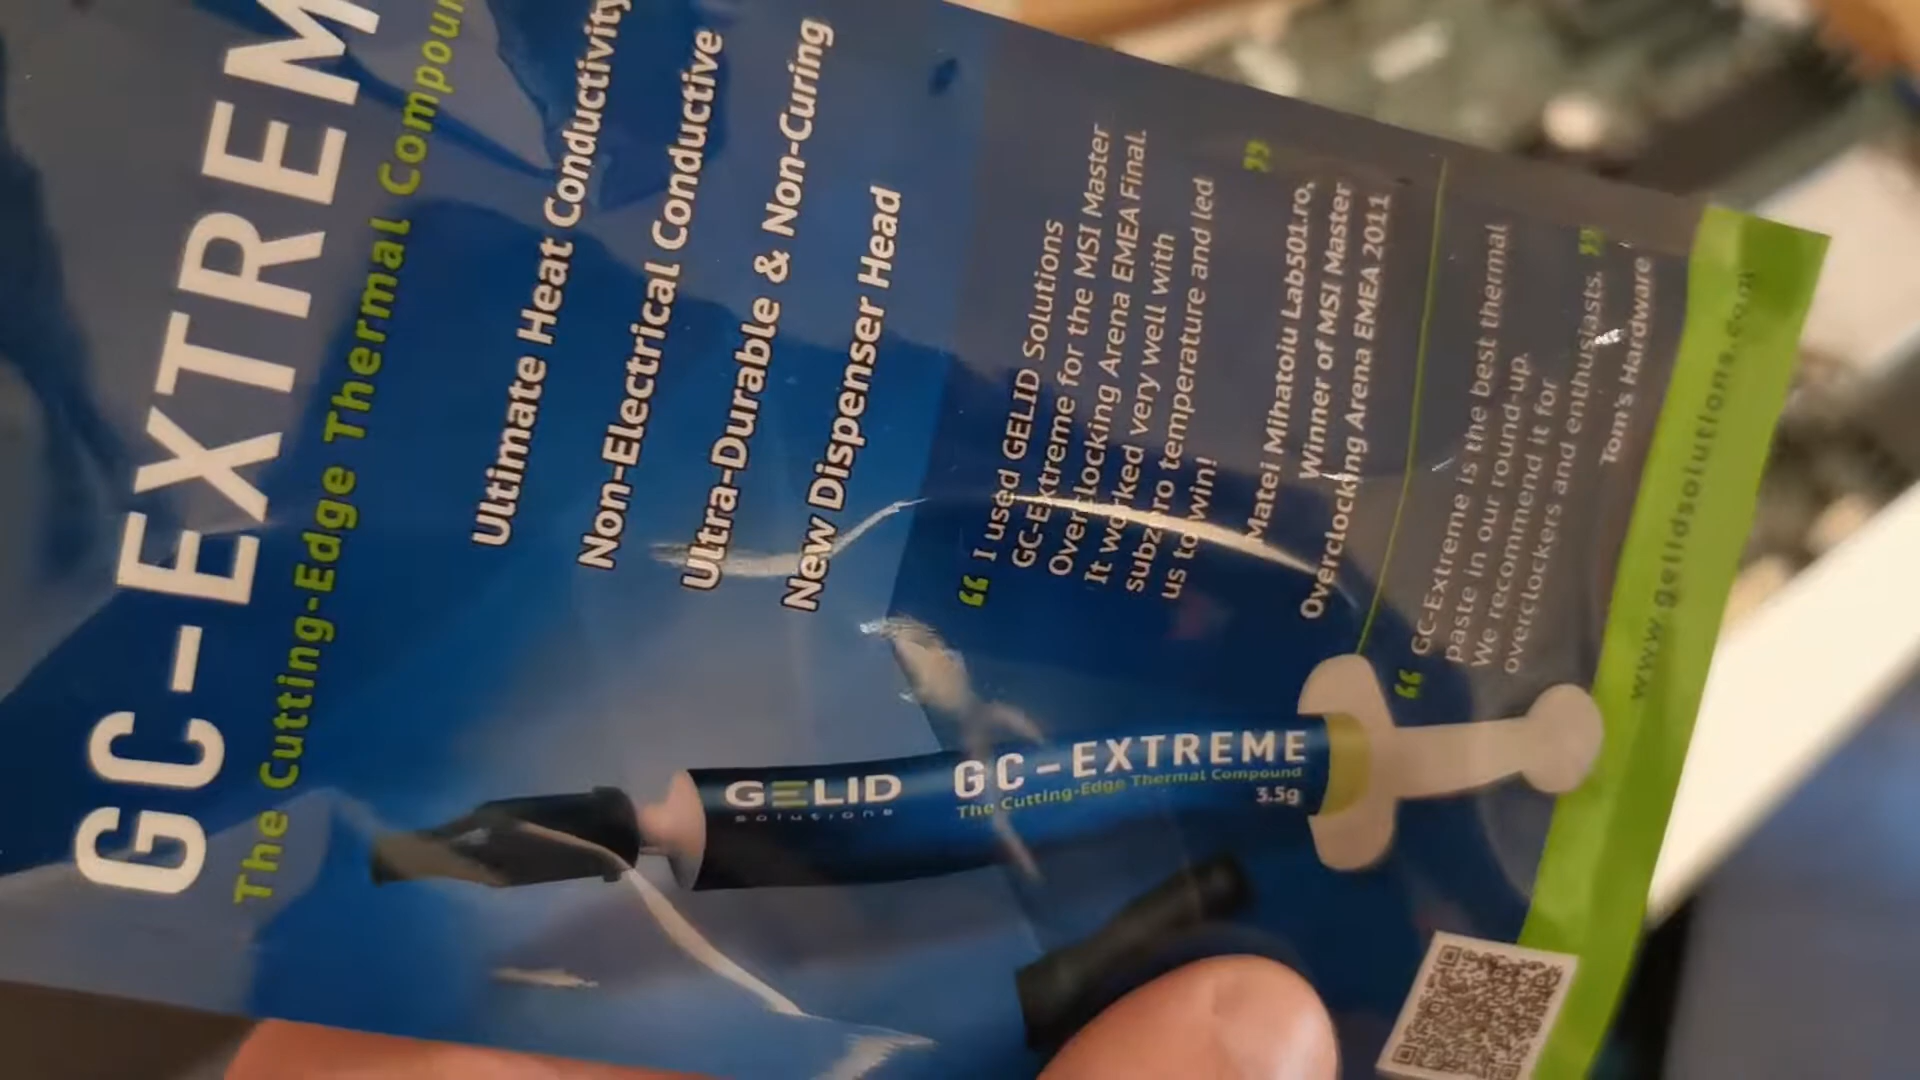 GC-EXTREM
The Cutting-Edge Thermal Compoun
Ultimate Heat Conductivity
Non-Electrical Conductive
Ultra-Durable & Non-Curing
New Dispenser Head
“ I used GELID Solutions
GC-Extreme for the MSI Master
Overclocking Arena EMEA Final.
It worked very well with
subzero temperature and led
us to win! ”
Matei Mihatoiu Lab501.ro,
Winner of MSI Master
Overclocking Arena EMEA 2011
“ GC-Extreme is the best thermal
paste in our round-up.
We recommend it for
overclockers and enthusiasts. ”
Tom's Hardware
www.gelidsolutions.com
GELID
solutions
GC-EXTREME
The Cutting-Edge Thermal Compound
3.5g